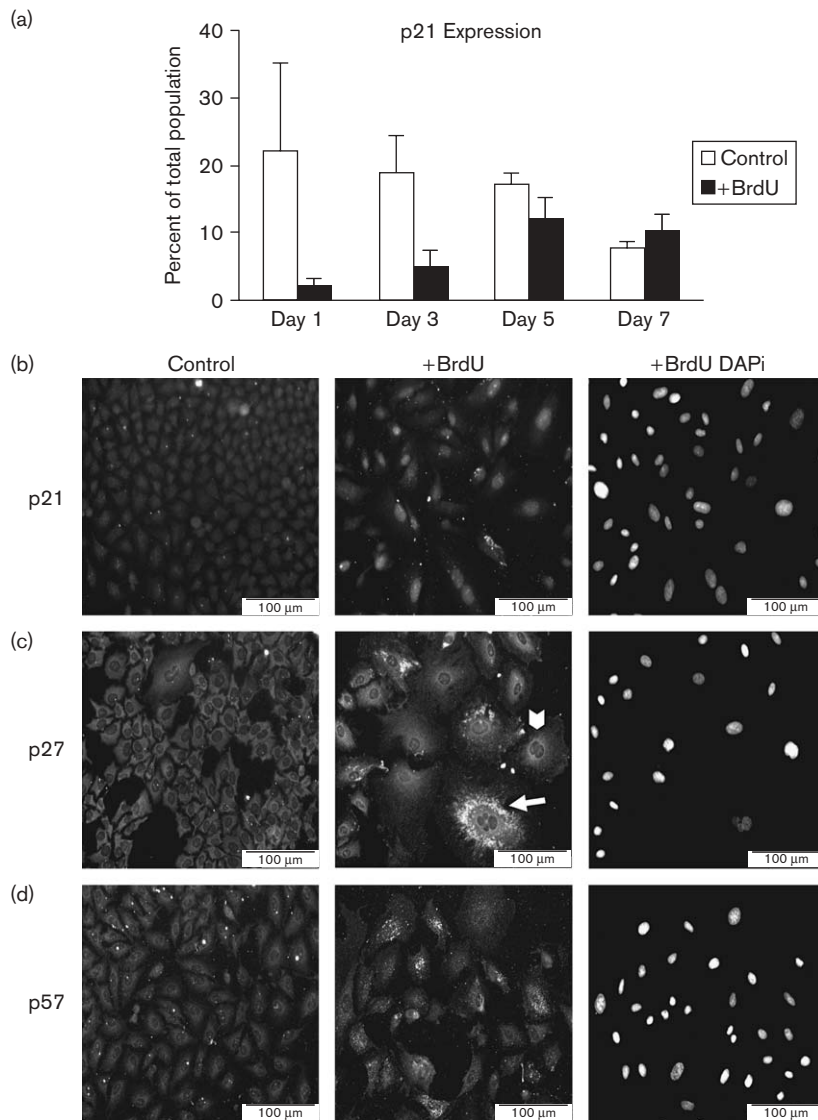 (a)
p21 Expression
Percent of total population
40
30
20
10
0
Day 1 Day 3 Day 5 Day 7
Control
+BrdU
(b)
Control +BrdU +BrdU DAPi
p21
100 µm 100 µm 100 µm
(c)
p27
100 µm 100 µm 100 µm
(d)
p57
100 µm 100 µm 100 µm